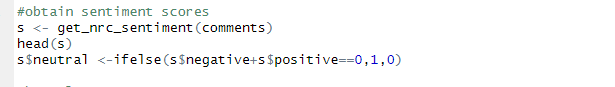 #obtain sentiment scores
s <- get_nrc_sentiment(comments)
head(s)
s$neutral <-ifelse(s$negative+s$positive==0,1,0)